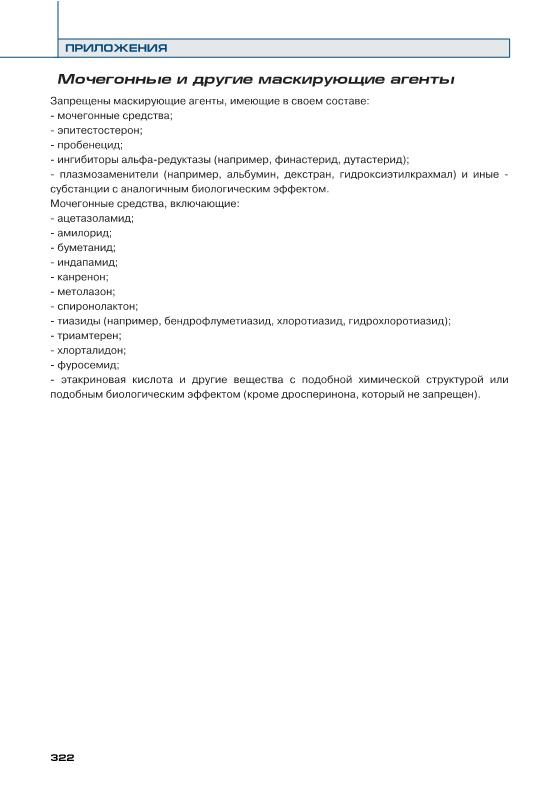 ПРИЛОЖЕНИЯ
Мочегонные и другие маскирующие агенты
Запрещены маскирующие агенты, имеющие в своем составе:
- мочегонные средства;
- эпитестостерон;
- пробенецид;
- ингибиторы альфа-редуктазы (например, финастерид, дутастерид);
- плазмозаменители (например, альбумин, декстран, гидроксиэтилкрахмал) и иные -
субстанции с аналогичным биологическим эффектом.
Мочегонные средства, включающие:
- ацетазоламид;
- амилорид;
- буметанид;
- индапамид;
- канренон;
- метолазон;
- спиронолактон;
- тиазиды (например, бендрофлуметиазид, хлоротиазид, гидрохлоротиазид);
- триамтерен;
- хлорталидон;
- фуросемид;
- этакриновая кислота и другие вещества с подобной химической структурой или
подобным биологическим эффектом (кроме дросперинона, который не запрещен).
322